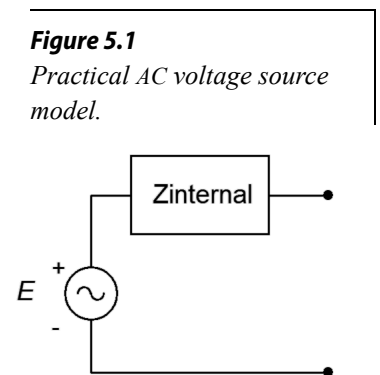 Figure 5.1
Practical AC voltage source
model.
Zinternal
+
E
-